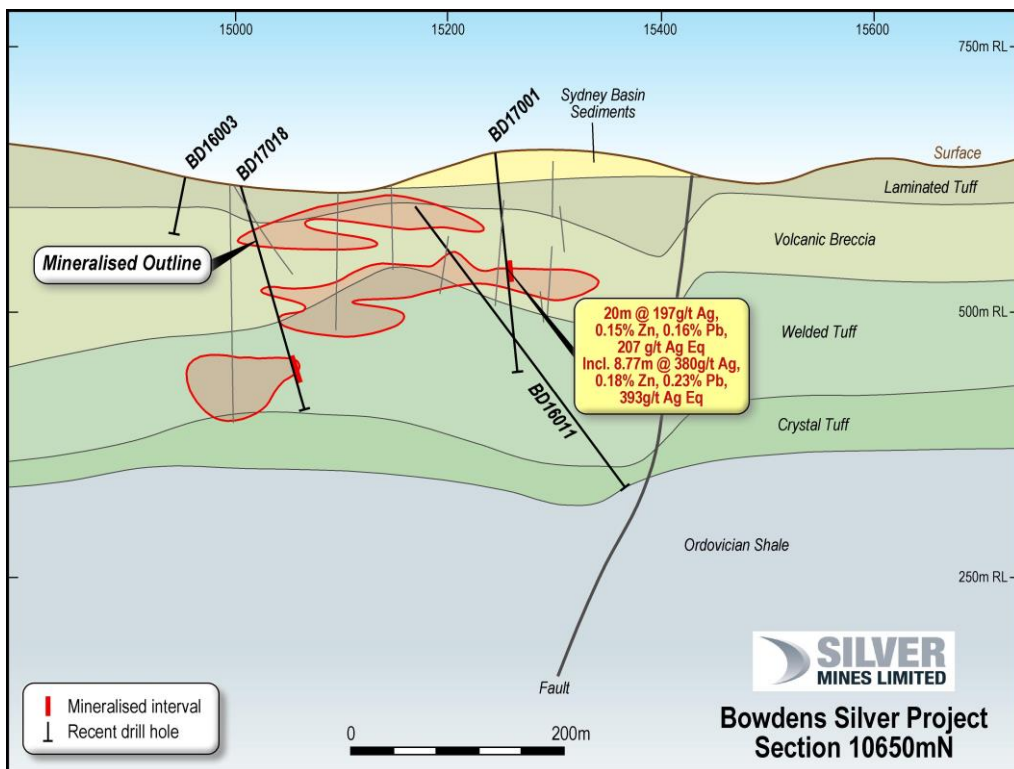 15000
15200
15400
15600
750m RL
BD16003
BD17018
BD17001
Sydney Basin
Sediments
Surface
Laminated Tuff
Volcanic Breccia
Mineralised Outline
500m RL
20m @ 197g/t Ag,
0.15% Zn, 0.16% Pb,
207 g/t Ag Eq
Incl. 8.77m @ 380g/t Ag,
0.18% Zn, 0.23% Pb,
393g/t Ag Eq
Welded Tuff
BD16011
Crystal Tuff
Ordovician Shale
250m RL
Fault
Mineralised interval
Recent drill hole
0
200m
SILVER
MINES LIMITED
Bowdens Silver Project
Section 10650mN